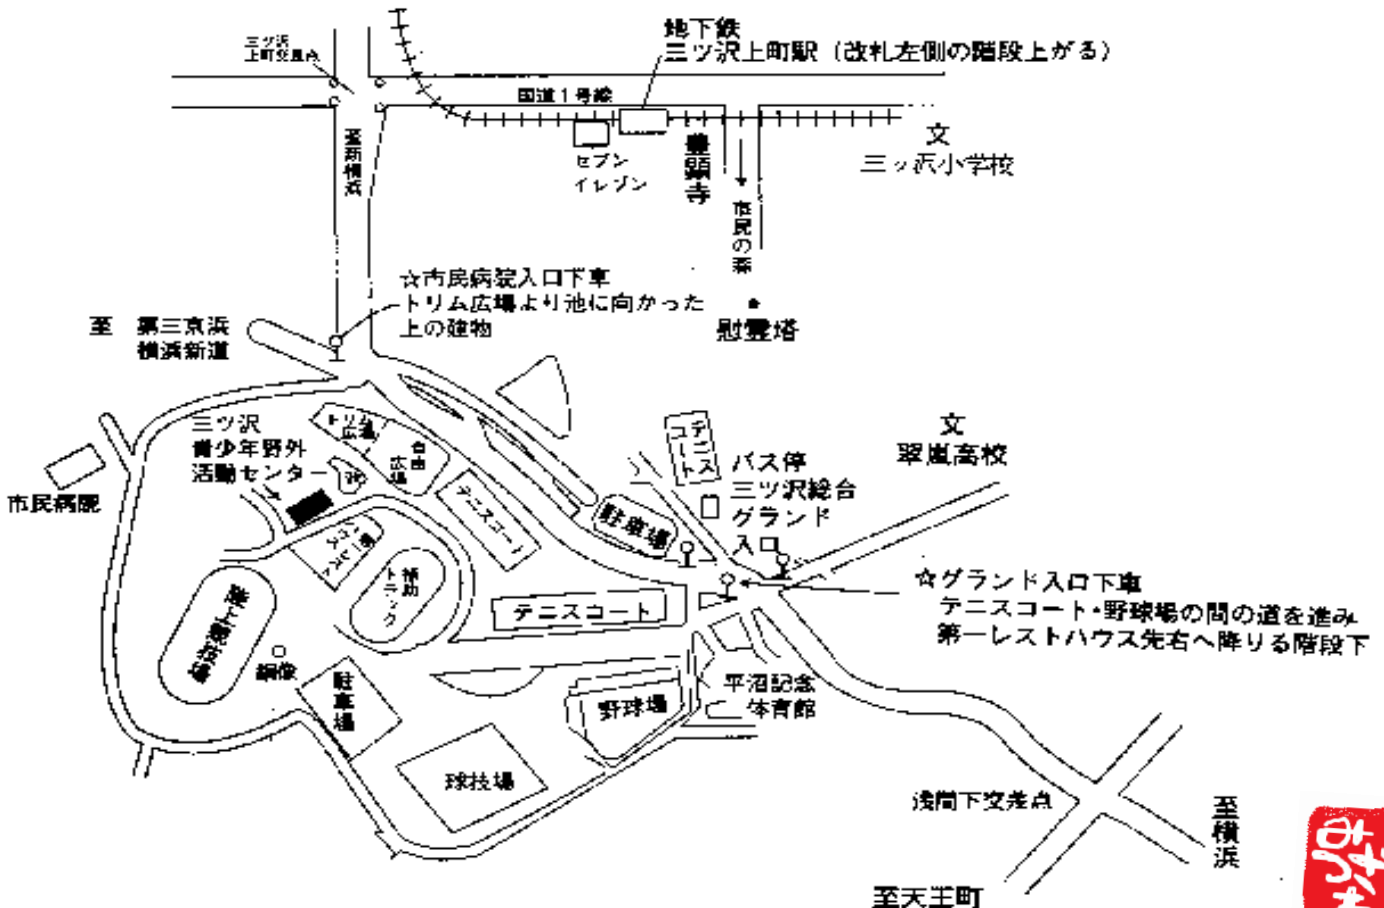 地下鉄
三ツ沢上町駅（改札左側の階段上がる）
三ツ沢
上町交差点
国道1号線
至新横浜
セブン
イレブン
豊顕寺
市民の森
文
三ッ沢小学校
☆市民病院入口下車
トリム広場より池に向かった
上の建物
慰霊塔
至　第三京浜
横浜新道
三ツ沢
青少年野外
活動センター
トリム
広場
自由
広場
池
市民病院
テニスコート
テニス
コート
駐車場
バス停
三ツ沢総合
グランド
入口
文
翠嵐高校
☆グランド入口下車
テニスコート・野球場の間の道を進み
第一レストハウス先右へ降りる階段下
補助
トラック
テニスコート
陸上競技場
銅像
駐車場
野球場
平沼記念
体育館
球技場
浅間下交差点
至横浜
至天王町